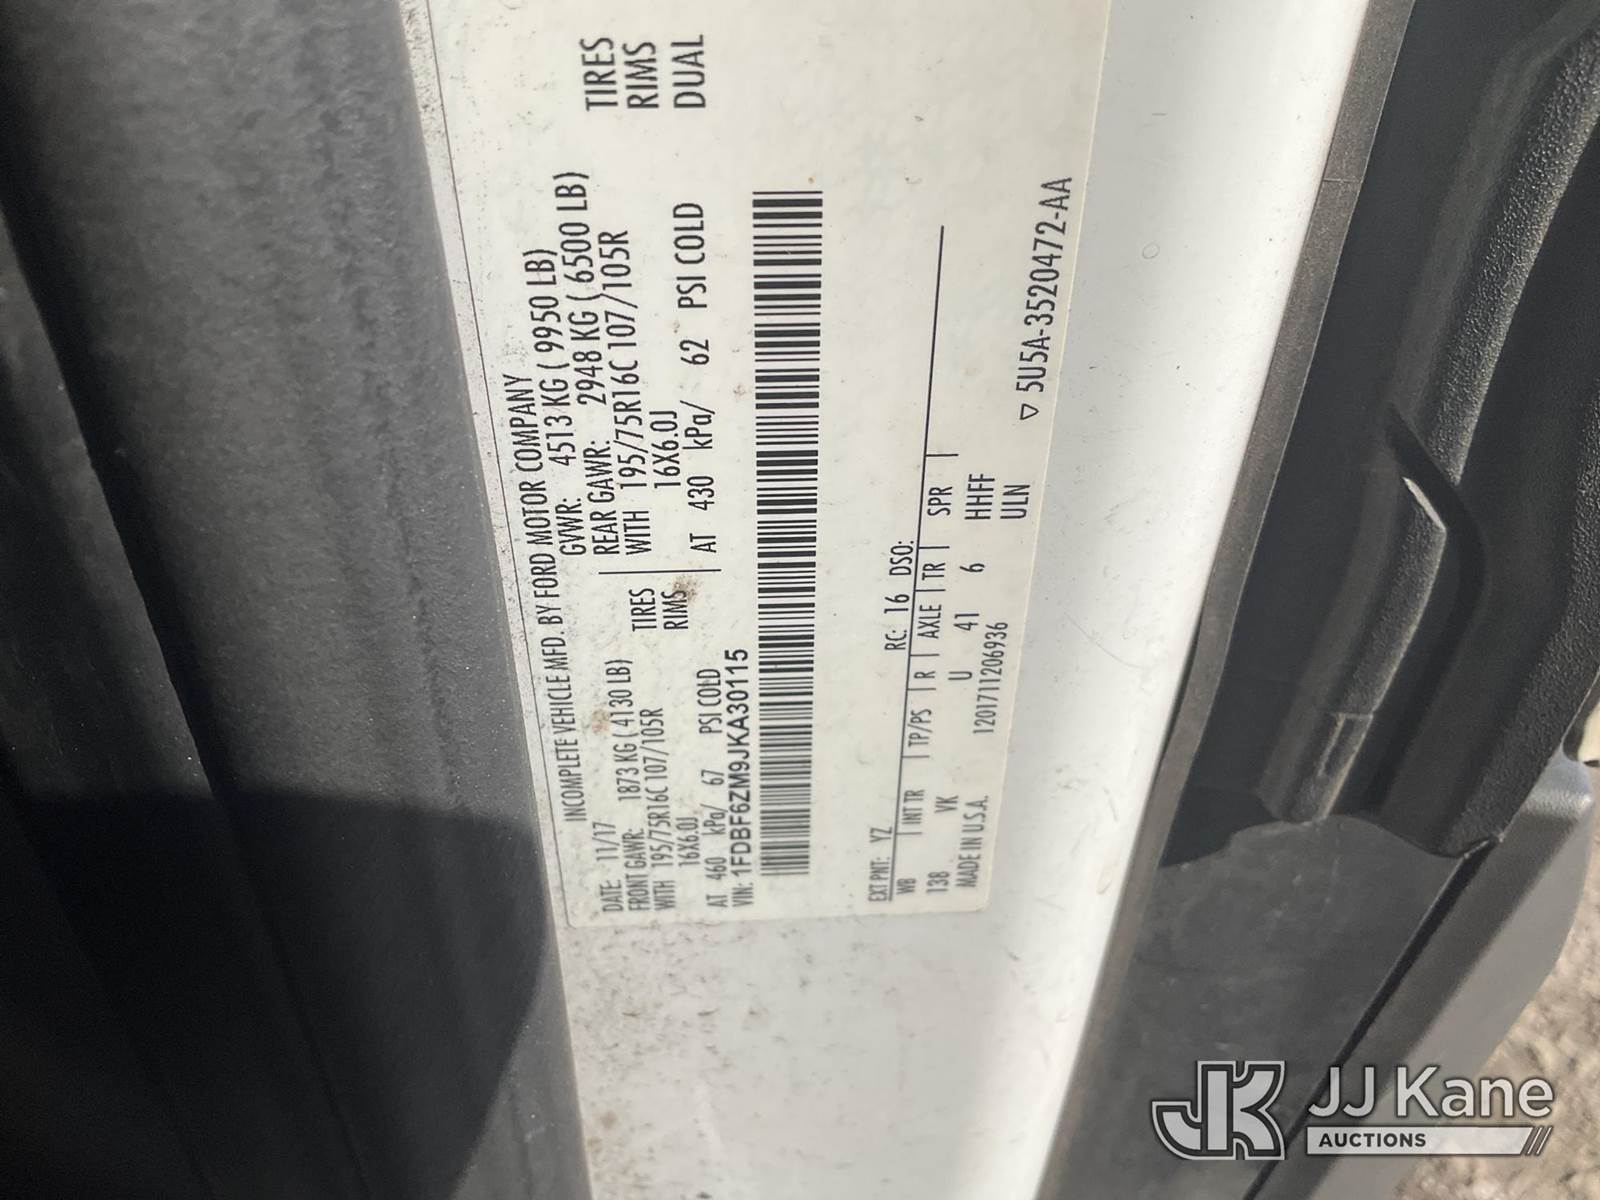 INCOMPLETE VEHICLE MFD. BY FORD MOTOR COMPANY
DATE: 11/17 GVWR: 4513 KG ( 9950 LB)
FRONT GAWR: 1873 KG ( 4130 LB) REAR GAWR: 2948 KG ( 6500 LB)
WITH 195/75R16C 107/105R TIRES WITH 195/75R16C 107/105R TIRES
16X6.0J RIMS 16X6.0J RIMS
AT 460 kPa/ 67 PSI COLD AT 430 kPa/ 62 PSI COLD DUAL
VIN: 1FDBF6ZM9JKA30115
EXT PNT: YZ RC: 16 DSO:
WB INT TR TP/PS R AXLE TR SPR
138 VK U 41 6 HHFF
MADE IN U.S.A. 120171120​6936 ULN
▽ 5U5A-3520472-AA
JK JJ Kane
AUCTIONS